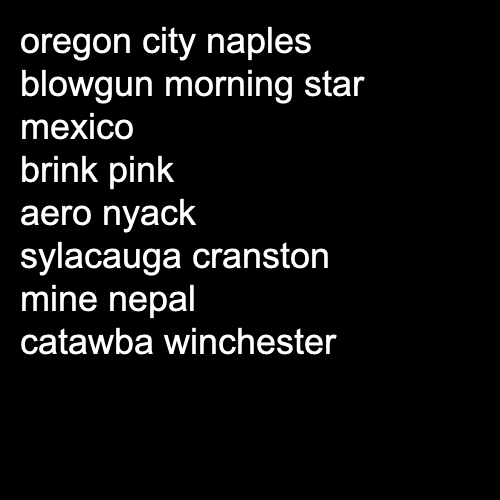 oregon city naples
blowgun morning star
mexico
brink pink
aero nyack
sylacauga cranston
mine nepal
catawba winchester